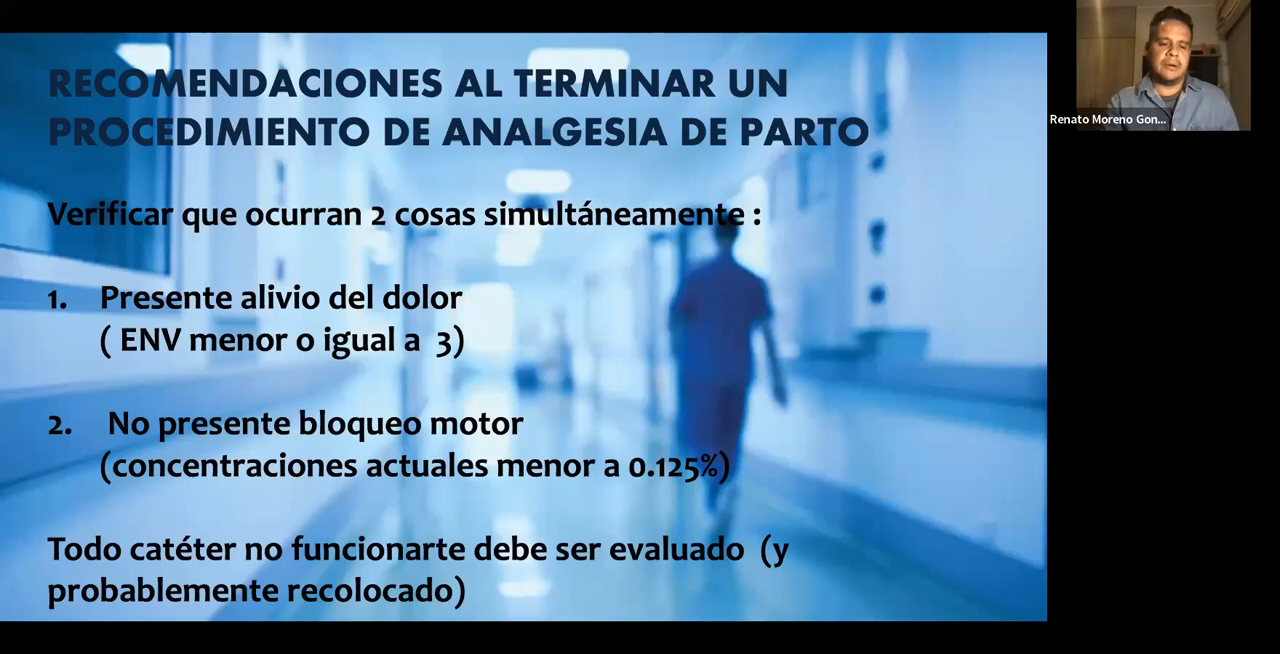 RECOMENDACIONES AL TERMINAR UN
PROCEDIMIENTO DE ANALGESIA DE PARTO
Verificar que ocurran 2 cosas simultáneamente :
1. Presente alivio del dolor
( ENV menor o igual a 3)
2. No presente bloqueo motor
(concentraciones actuales menor a 0.125%)
Todo catéter no funcionarte debe ser evaluado (y
probablemente recolocado)
Renato Moreno Gon...